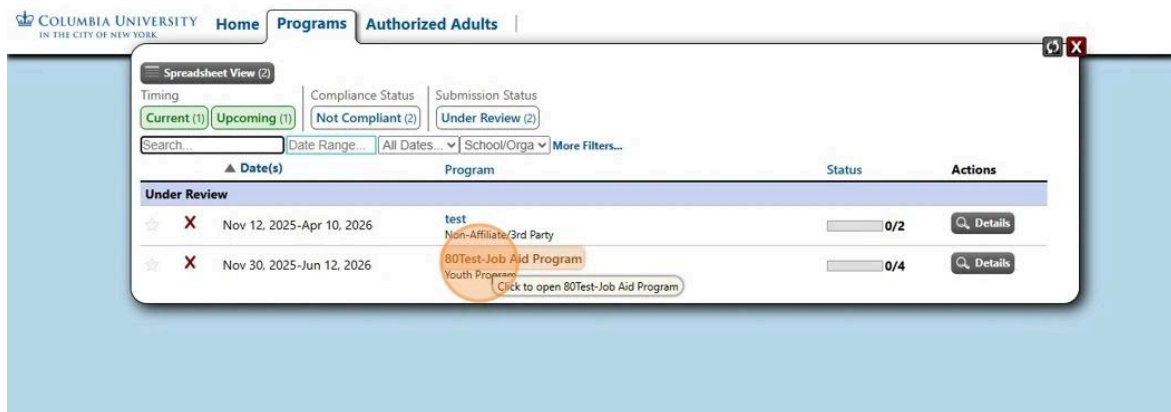 COLUMBIA UNIVERSITY
IN THE CITY OF NEW YORK
Home Programs Authorized Adults
X
Spreadsheet View (2)
Timing Compliance Status Submission Status
Current (1) Upcoming (1) Not Compliant (2) Under Review (2)
Search... Date Range... All Dates... School/Orga More Filters...
▲ Date(s) Program Status Actions
Under Review
X Nov 12, 2025-Apr 10, 2026 test 0/2 Details
Non-Affiliate/3rd Party
X Nov 30, 2025-Jun 12, 2026 80Test-Job Aid Program 0/4 Details
Youth Program
Click to open 80Test-Job Aid Program